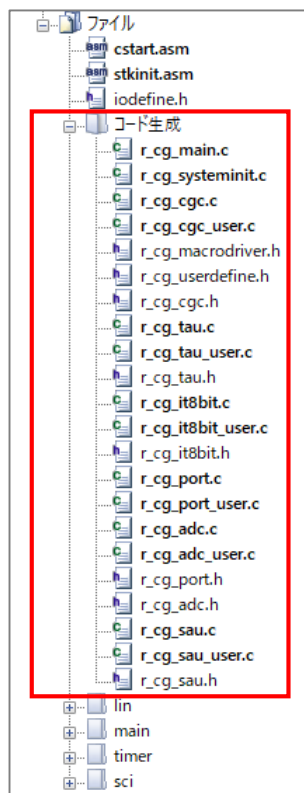 ファイル
asm cstart.asm
asm stkinit.asm
h iodefine.h
コード生成
c r_cg_main.c
c r_cg_systeminit.c
c r_cg_cgc.c
c r_cg_cgc_user.c
h r_cg_macrodriver.h
h r_cg_userdefine.h
h r_cg_cgc.h
c r_cg_tau.c
c r_cg_tau_user.c
h r_cg_tau.h
c r_cg_it8bit.c
c r_cg_it8bit_user.c
h r_cg_it8bit.h
c r_cg_port.c
c r_cg_port_user.c
c r_cg_adc.c
c r_cg_adc_user.c
h r_cg_port.h
h r_cg_adc.h
c r_cg_sau.c
c r_cg_sau_user.c
h r_cg_sau.h
lin
main
timer
sci